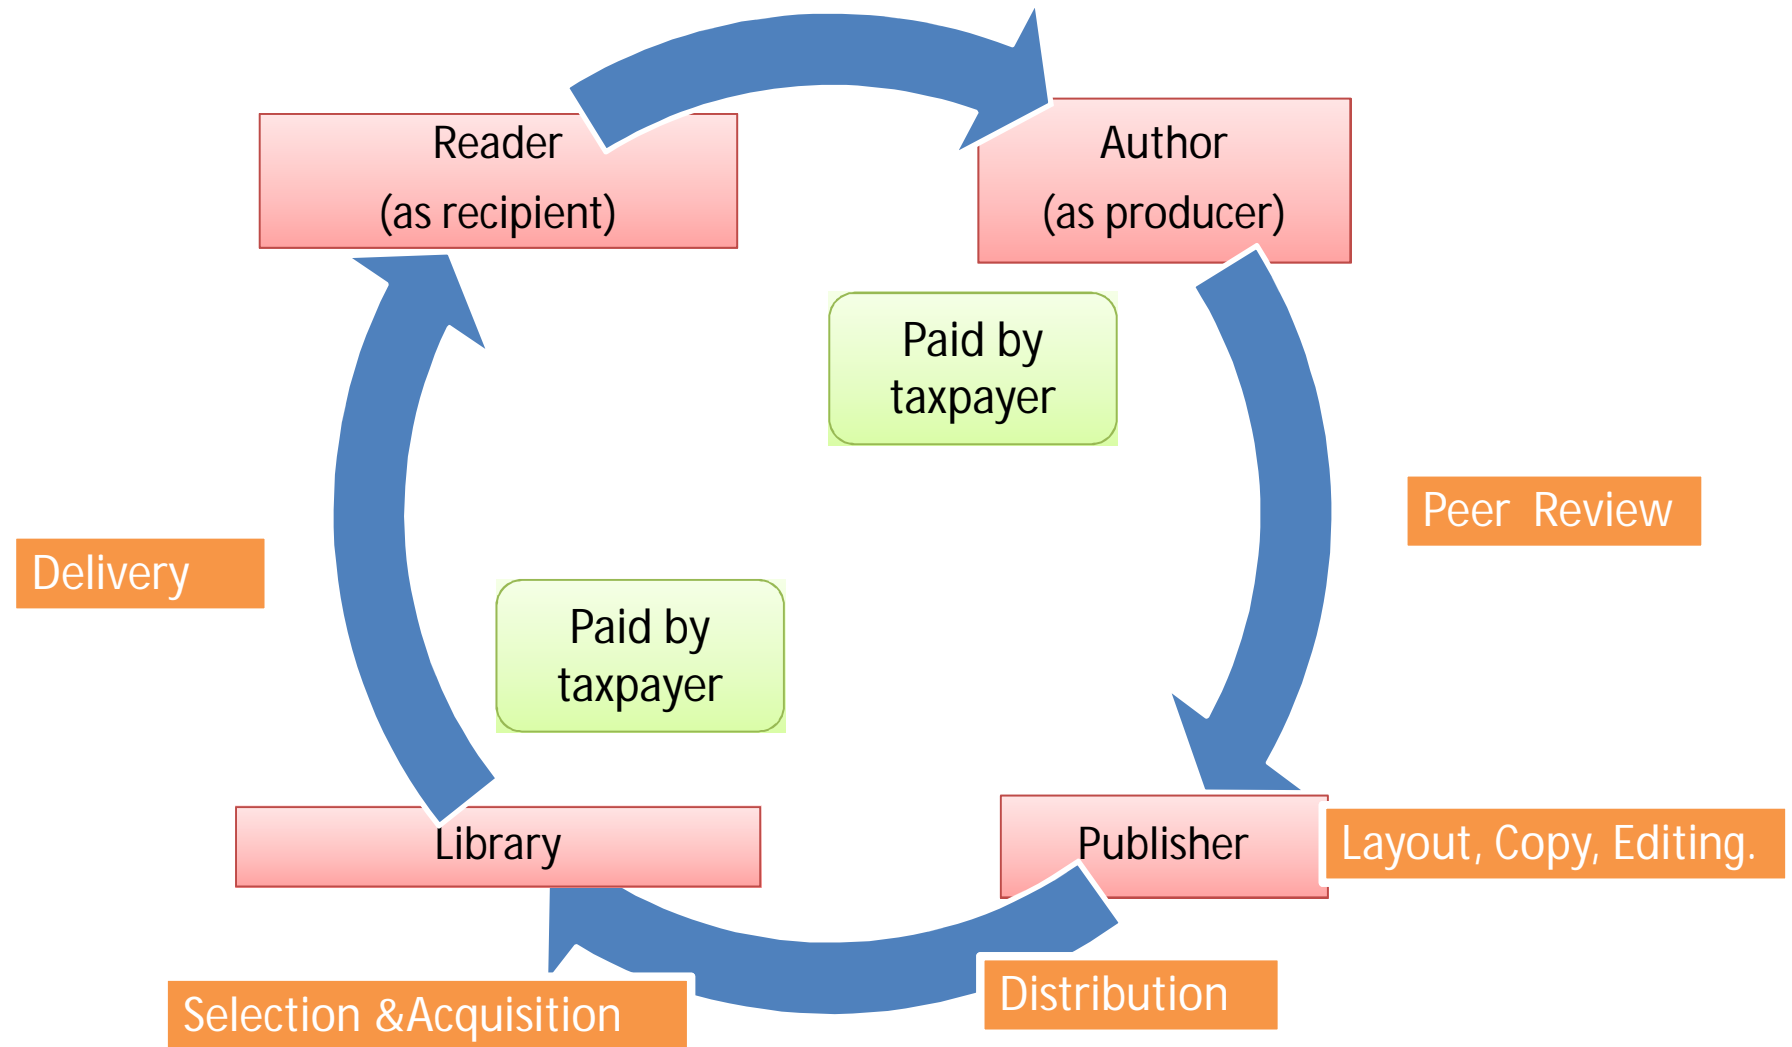 Reader
(as recipient)
Author
(as producer)
Paid by
taxpayer
Peer  Review
Delivery
Paid by
taxpayer
Library
Publisher
Layout, Copy, Editing.
Selection &Acquisition
Distribution